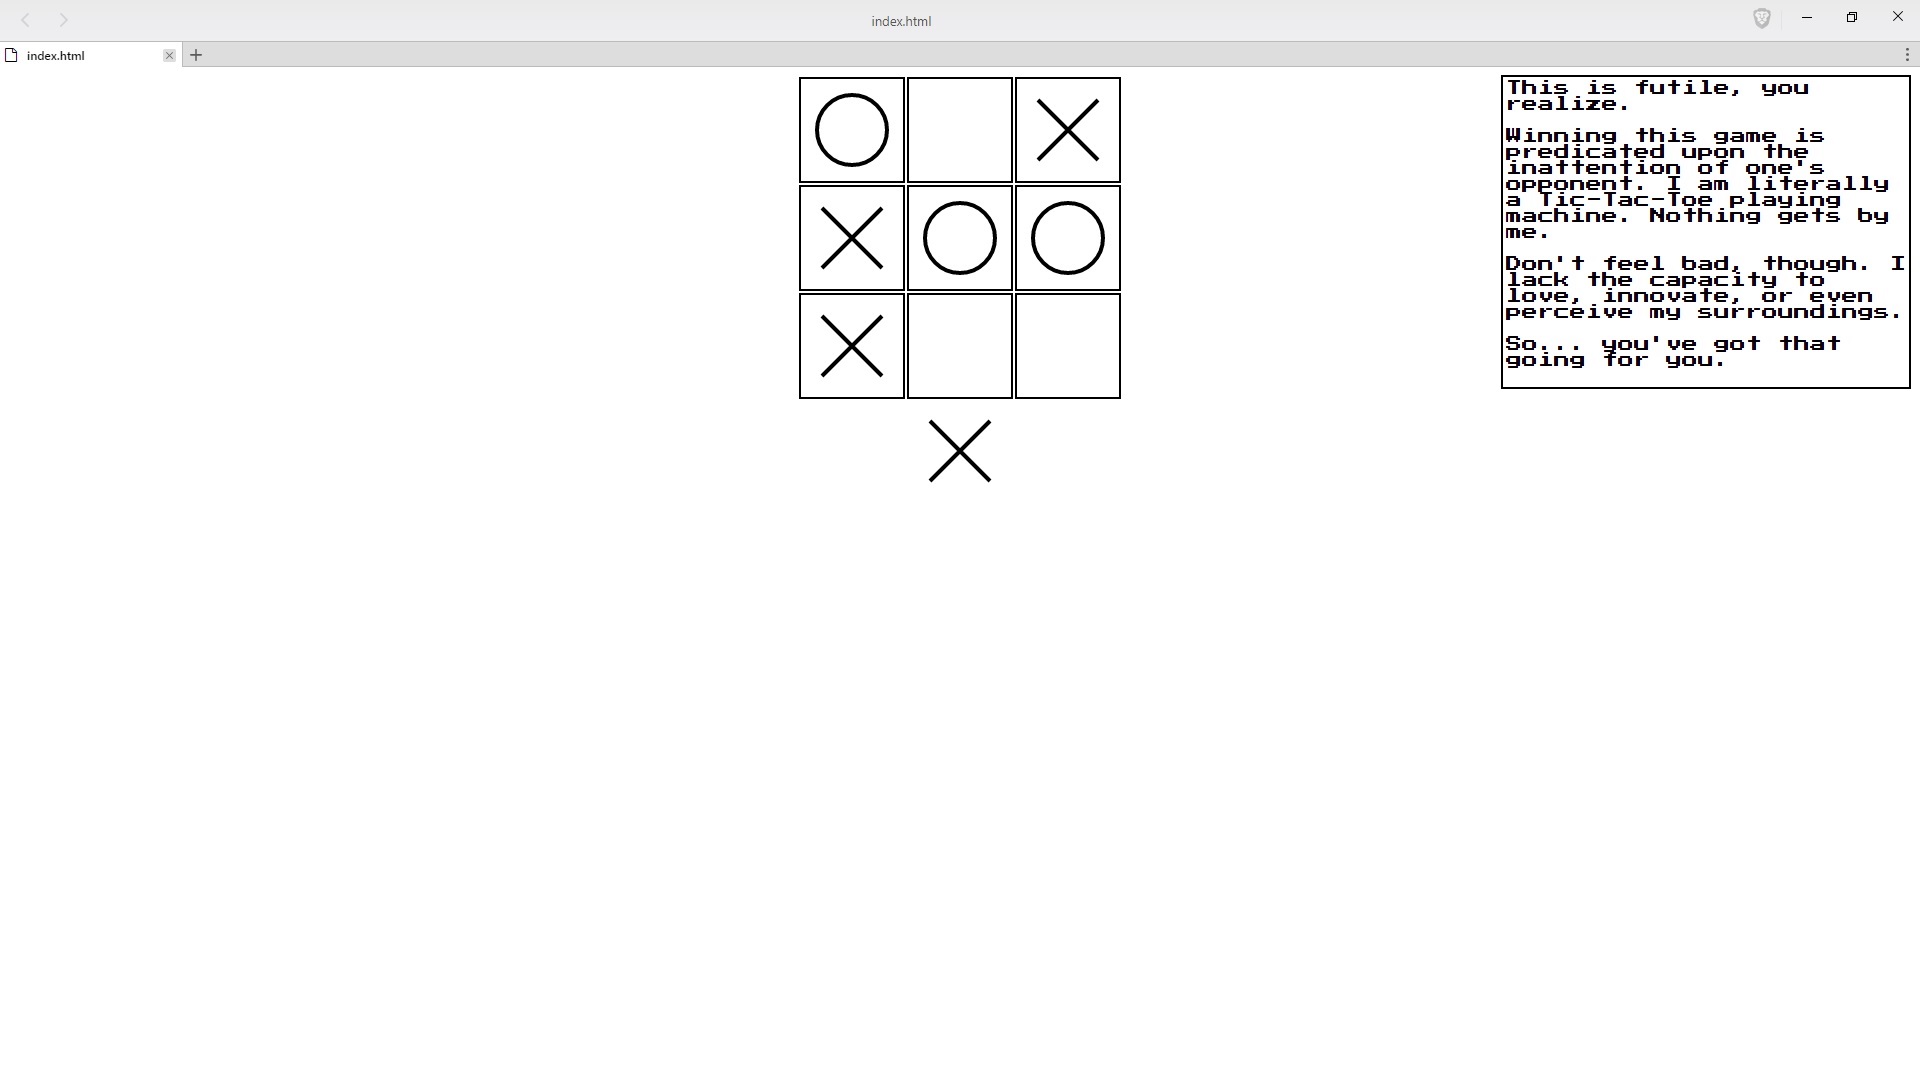 index.html
index.html
This is futile, you
realize.
Winning this game is
predicated upon the
inattention of one's
opponent. I am literally
a Tic-Tac-Toe playing
machine. Nothing gets by
me.
Don't feel bad, though. I
lack the capacity to
love, innovate, or even
perceive my surroundings.
So... you've got that
going for you.